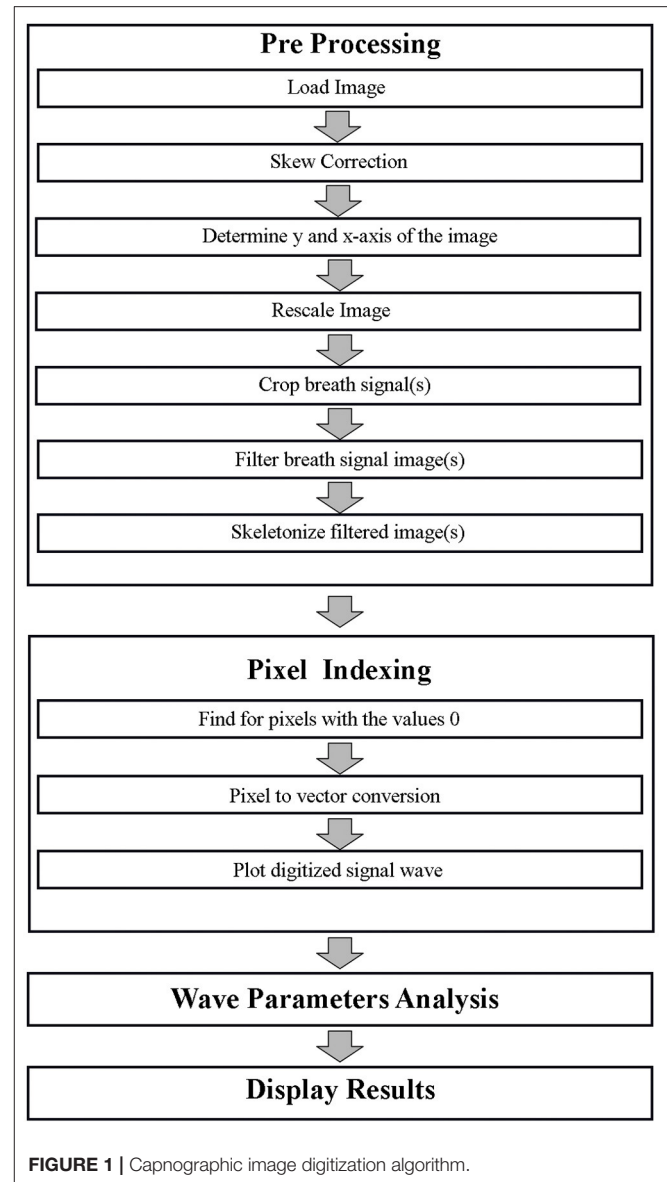 Pre Processing
Load Image
Skew Correction
Determine y and x-axis of the image
Rescale Image
Crop breath signal(s)
Filter breath signal image(s)
Skeletonize filtered image(s)
Pixel Indexing
Find for pixels with the values 0
Pixel to vector conversion
Plot digitized signal wave
Wave Parameters Analysis
Display Results
FIGURE 1 | Capnographic image digitization algorithm.